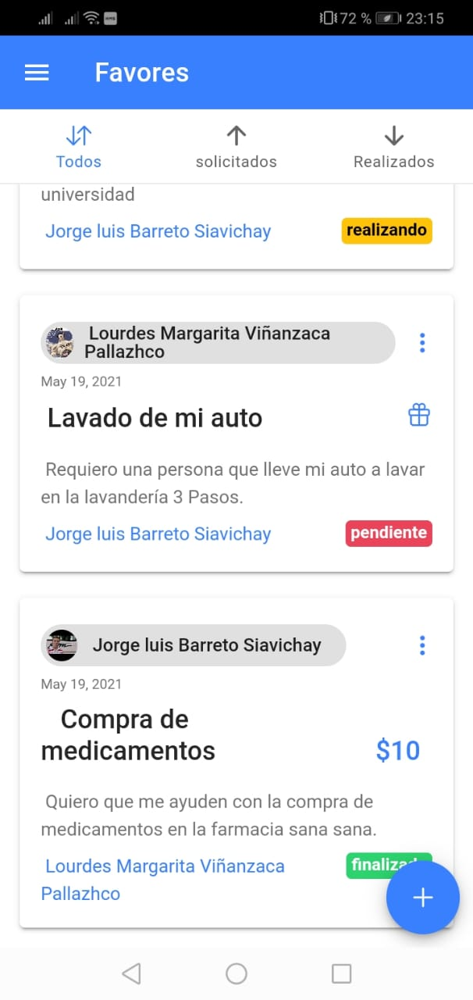 72 % 23:15
Favores
Todos solicitados Realizados
universidad
Jorge luis Barreto Siavichay realizando
Lourdes Margarita Viñanzaca
Pallazhco
May 19, 2021
Lavado de mi auto
Requiero una persona que lleve mi auto a lavar
en la lavandería 3 Pasos.
Jorge luis Barreto Siavichay pendiente
Jorge luis Barreto Siavichay
May 19, 2021
Compra de
medicamentos $10
Quiero que me ayuden con la compra de
medicamentos en la farmacia sana sana.
Lourdes Margarita Viñanzaca
Pallazhco